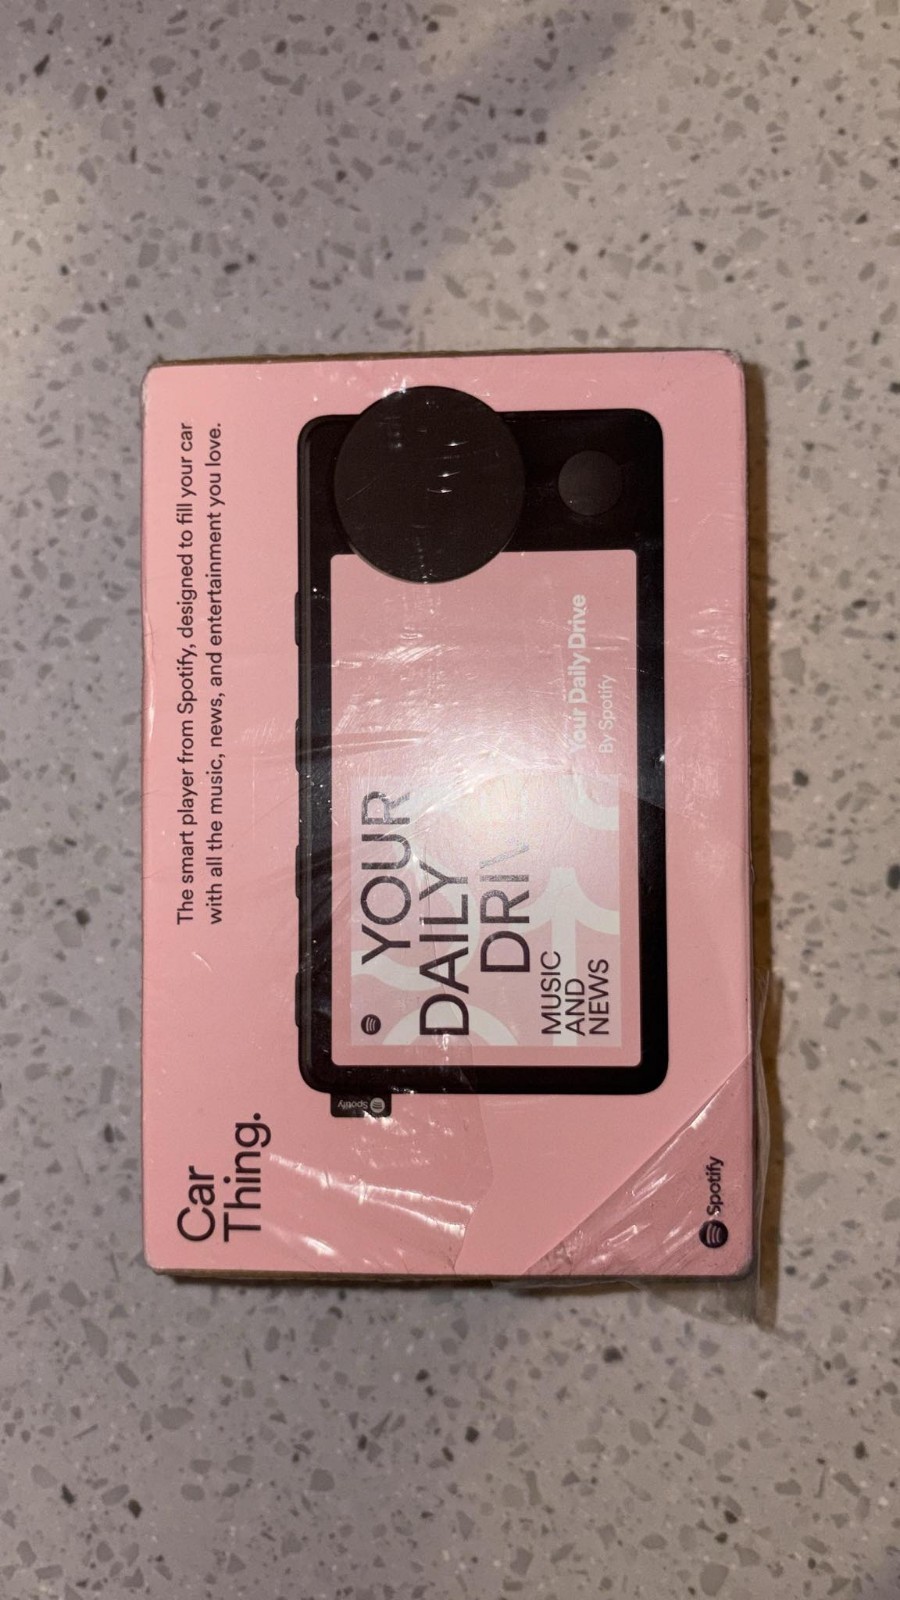 Car
Thing.
The smart player from Spotify, designed to fill your car
with all the music, news, and entertainment you love.
Spotify
YOUR
DAILY
DRIV
MUSIC
AND
NEWS
Your Daily Drive
By Spotify
Spotify